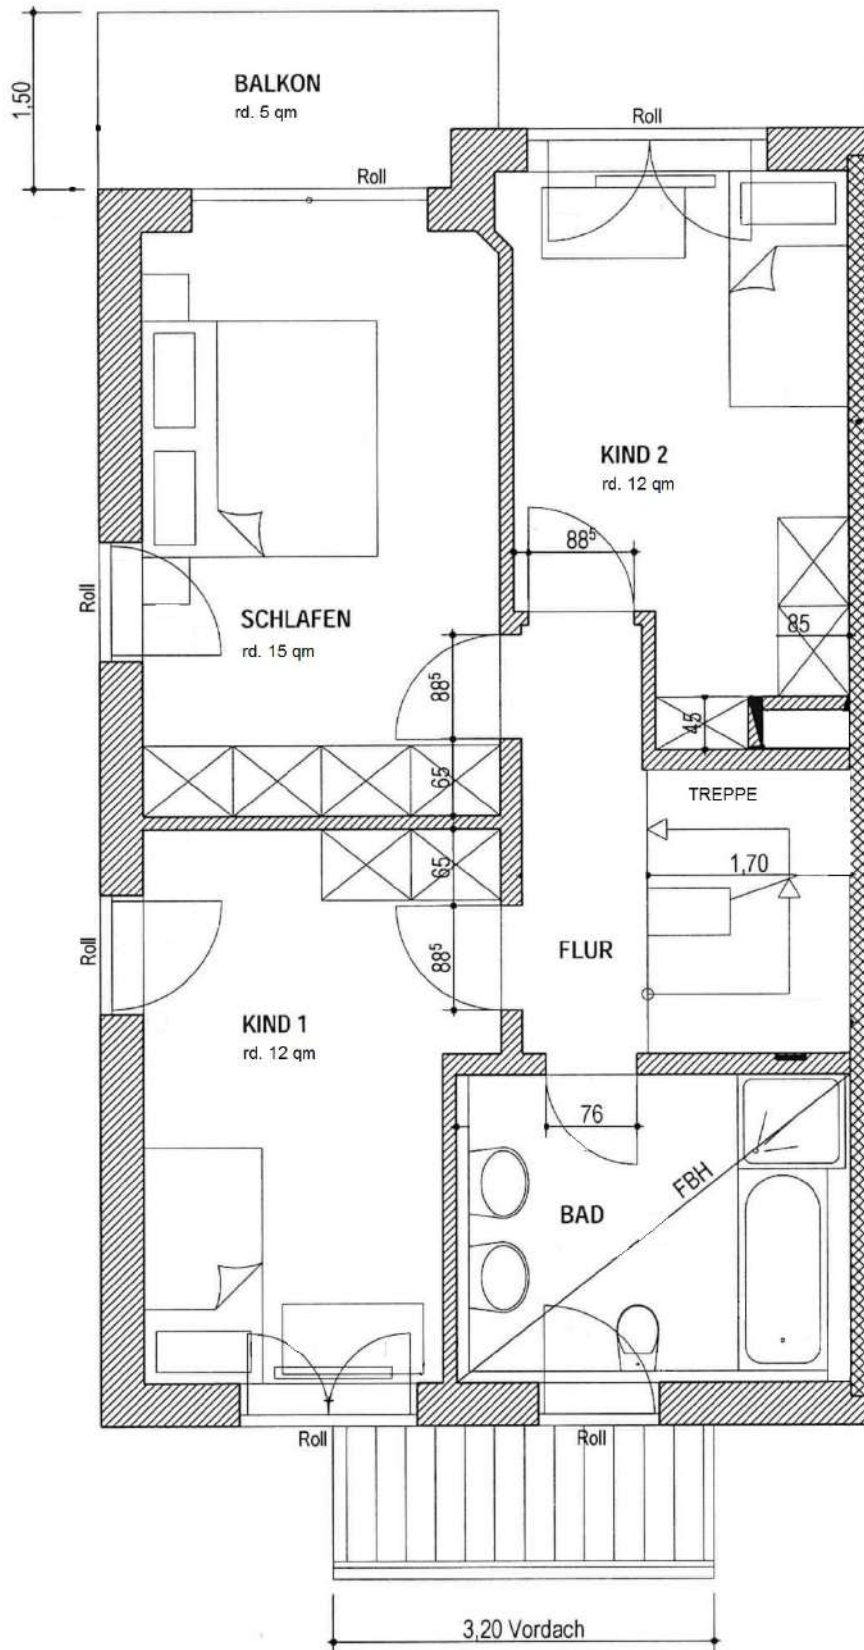 1,50
BALKON
rd. 5 qm
Roll
Roll
KIND 2
rd. 12 qm
88⁵
Roll
SCHLAFEN
rd. 15 qm
85
88⁵
45
65
TREPPE
65
1,70
Roll
88⁵
FLUR
KIND 1
rd. 12 qm
76
FBH
BAD
Roll
Roll
3,20 Vordach